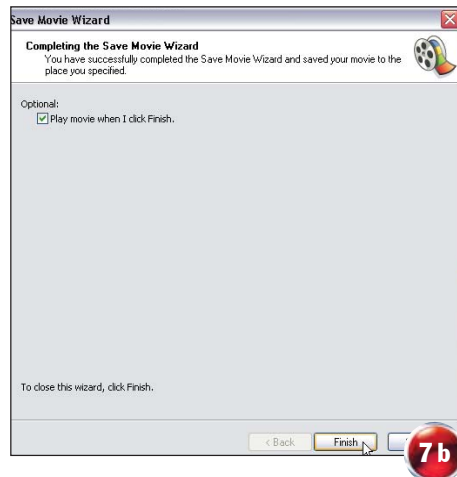 Save Movie Wizard
Completing the Save Movie Wizard
You have successfully completed the Save Movie Wizard and saved your movie to the
place you specified.
Optional:
Play movie when I click Finish.
To close this wizard, click Finish.
< Back
Finish
7b